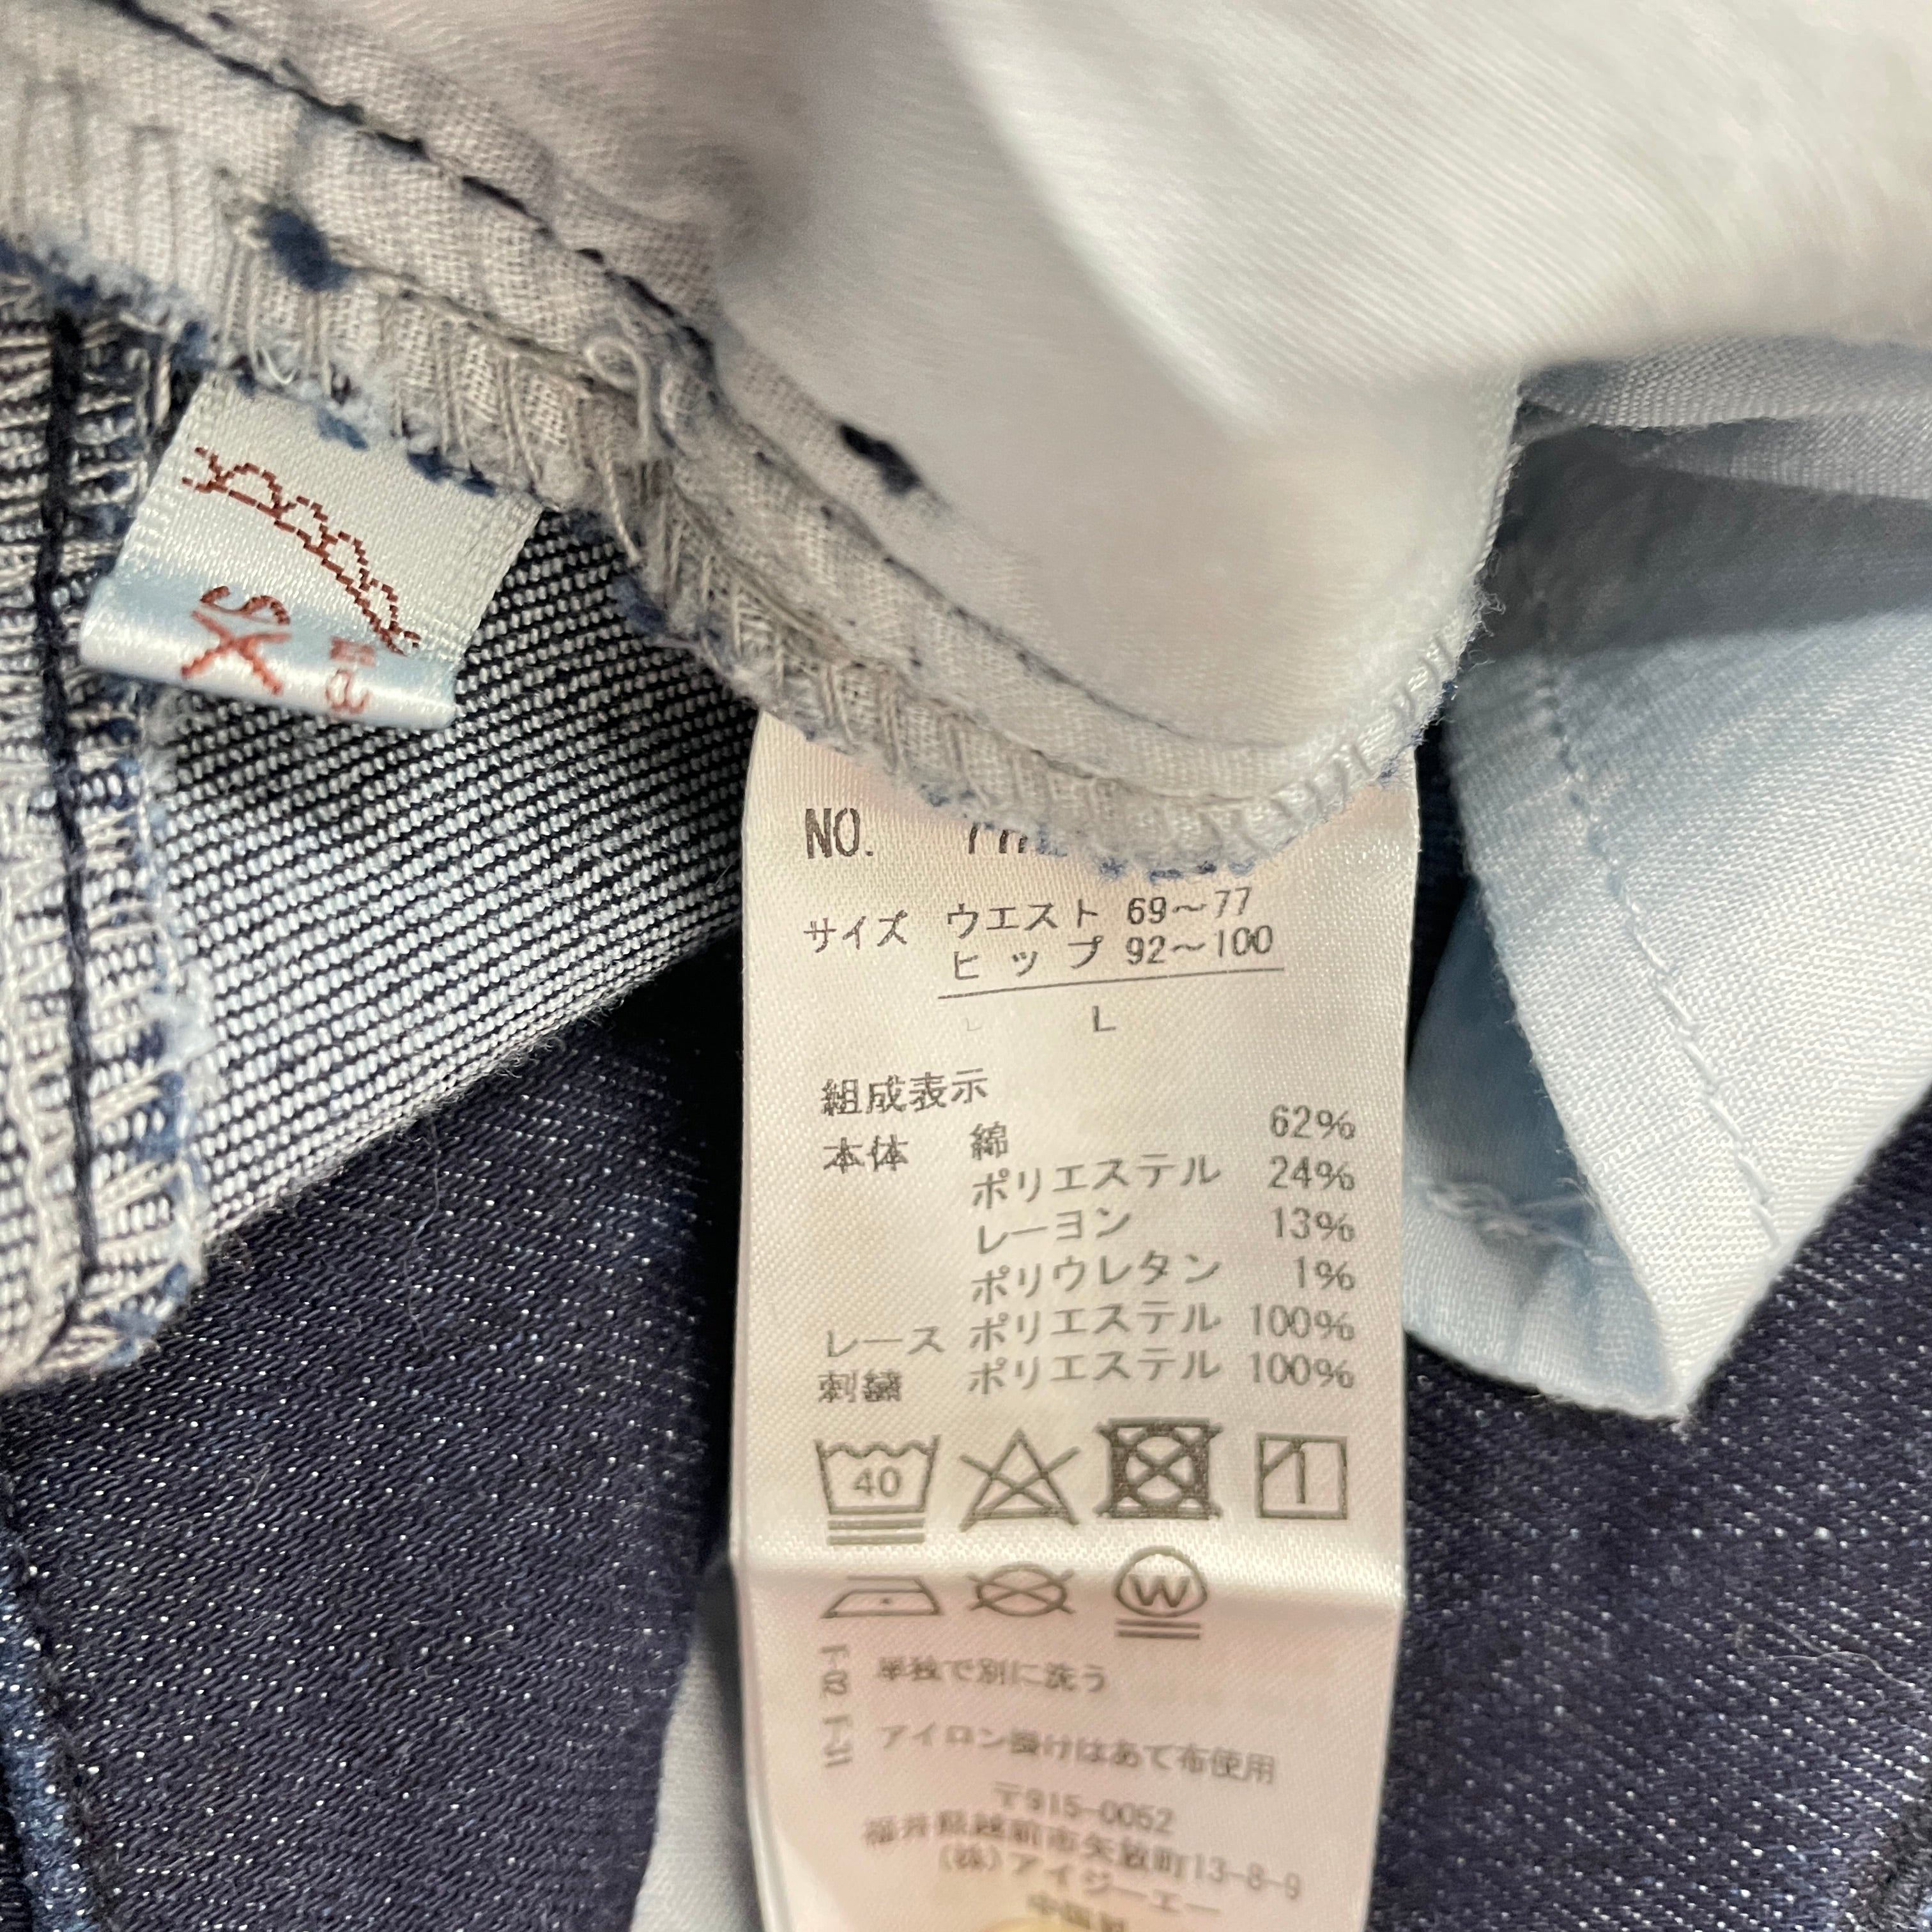 NO.
サイズ ウエスト 69～77
ヒップ 92～100
L
組成表示
本体 綿 62%
ポリエステル 24%
レーヨン 13%
ポリウレタン 1%
レース ポリエステル 100%
刺繍 ポリエステル 100%
40
W
単独で別に洗う
アイロン掛けはあて布使用
〒915-0052
福井県越前市矢放町13-8-9
(株)アイジーエー
中国製